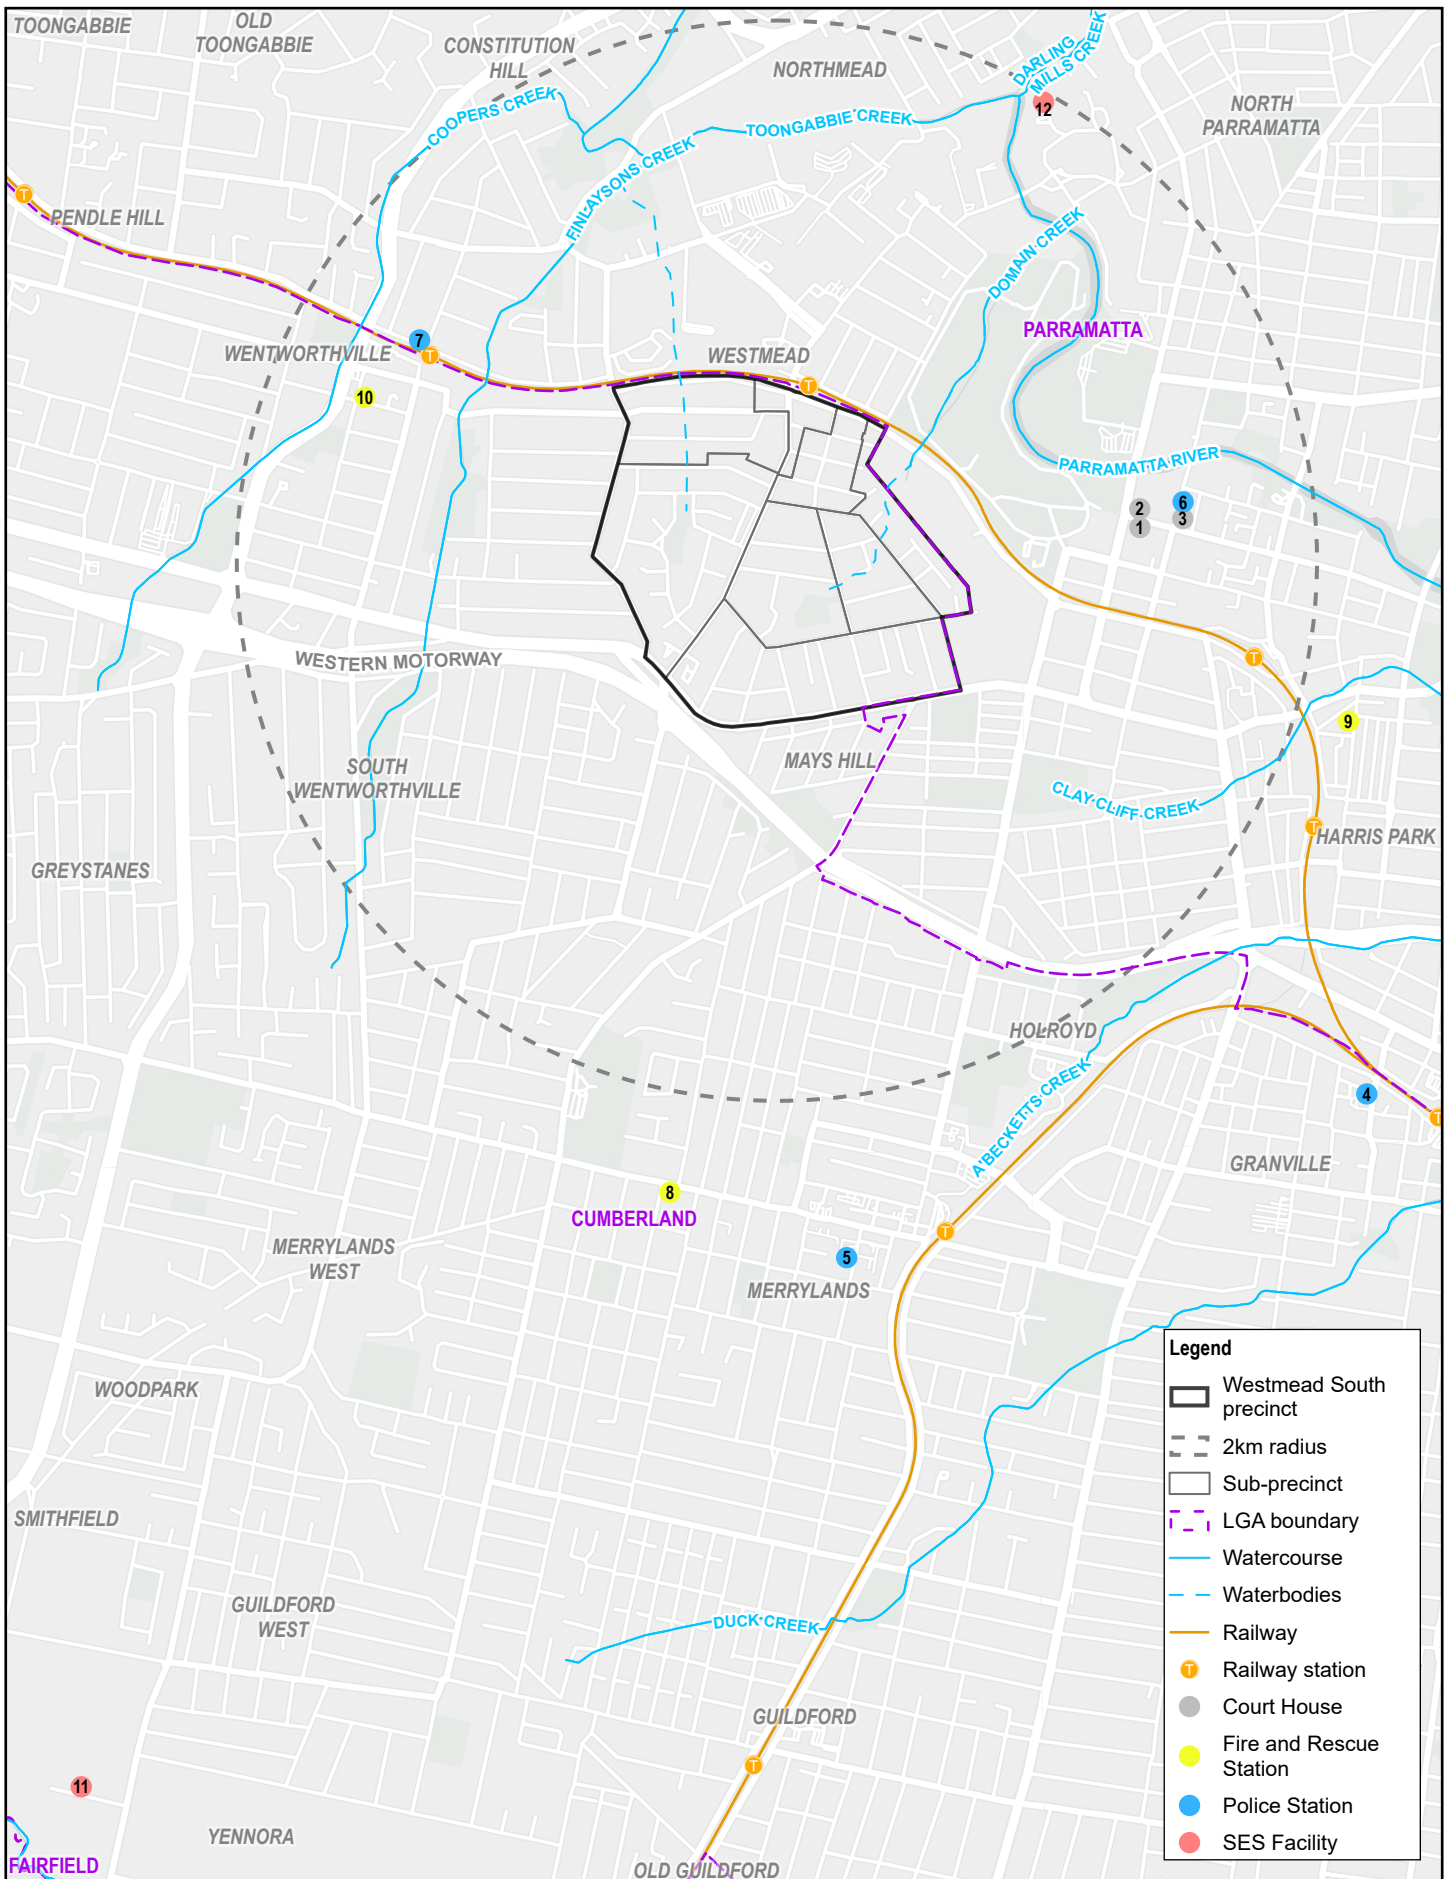 TOONGABBIE
OLD
TOONGABBIE
CONSTITUTION
HILL
NORTHMEAD
DARLING
MILLS CREEK
12
NORTH
PARRAMATTA
COOPERS CREEK
TOONGABBIE CREEK
FINLAYSONS CREEK
T
PENDLE HILL
DOMAIN CREEK
PARRAMATTA
7
T
WENTWORTHVILLE
WESTMEAD
T
10
PARRAMATTA RIVER
2
6
1
3
WESTERN MOTORWAY
T
9
MAYS HILL
SOUTH
WENTWORTHVILLE
CLAY CLIFF CREEK
T
HARRIS PARK
GREYSTANES
HOLROYD
A'BECKETTS CREEK
4
T
GRANVILLE
8
CUMBERLAND
T
MERRYLANDS
WEST
5
MERRYLANDS
WOODPARK
SMITHFIELD
GUILDFORD
WEST
DUCK CREEK
GUILDFORD
T
11
YENNORA
FAIRFIELD
OLD GUILDFORD
Legend
Westmead South
precinct
2km radius
Sub-precinct
LGA boundary
Watercourse
Waterbodies
Railway
T Railway station
Court House
Fire and Rescue
Station
Police Station
SES Facility